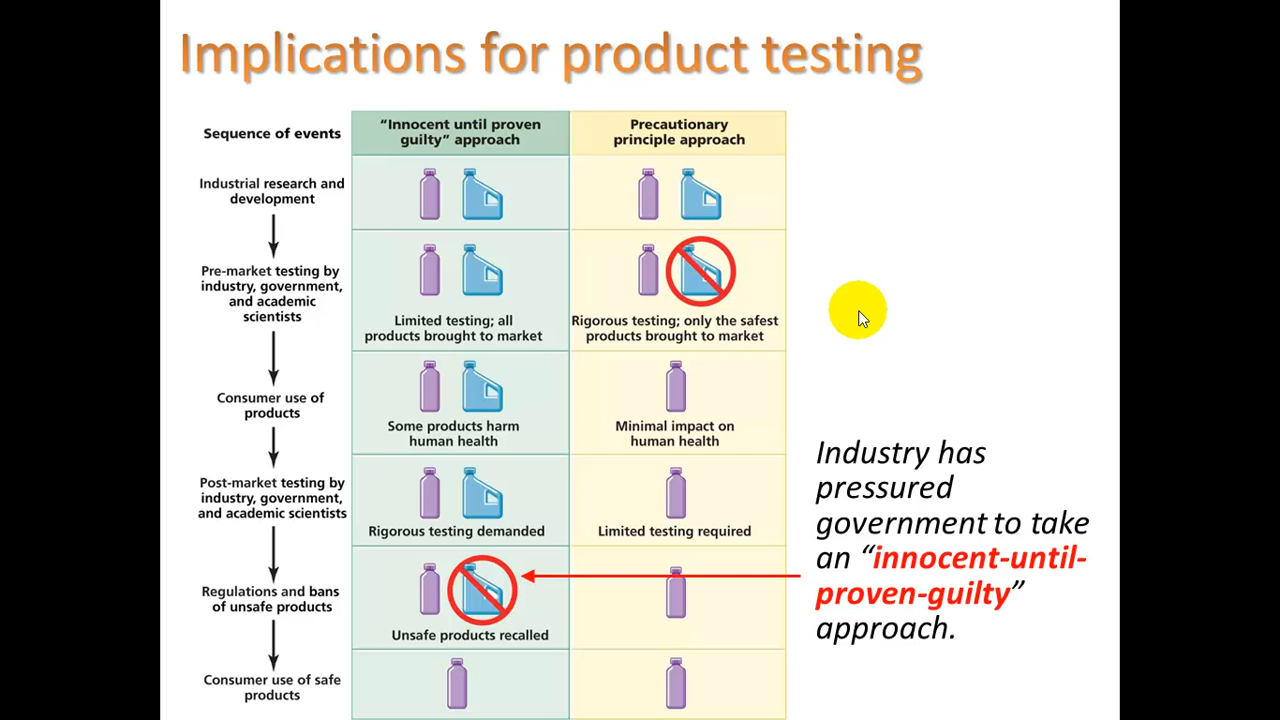 Implications for product testing
Sequence of events
“Innocent until proven
guilty” approach
Precautionary
principle approach
Industrial research and
development
Pre-market testing by
industry, government,
and academic
scientists
Limited testing; all
products brought to market
Rigorous testing; only the safest
products brought to market
Consumer use of
products
Some products harm
human health
Minimal impact on
human health
Post-market testing by
industry, government,
and academic scientists
Rigorous testing demanded
Limited testing required
Regulations and bans
of unsafe products
Unsafe products recalled
Consumer use of safe
products
Industry has
pressured
government to take
an “innocent-until-
proven-guilty”
approach.